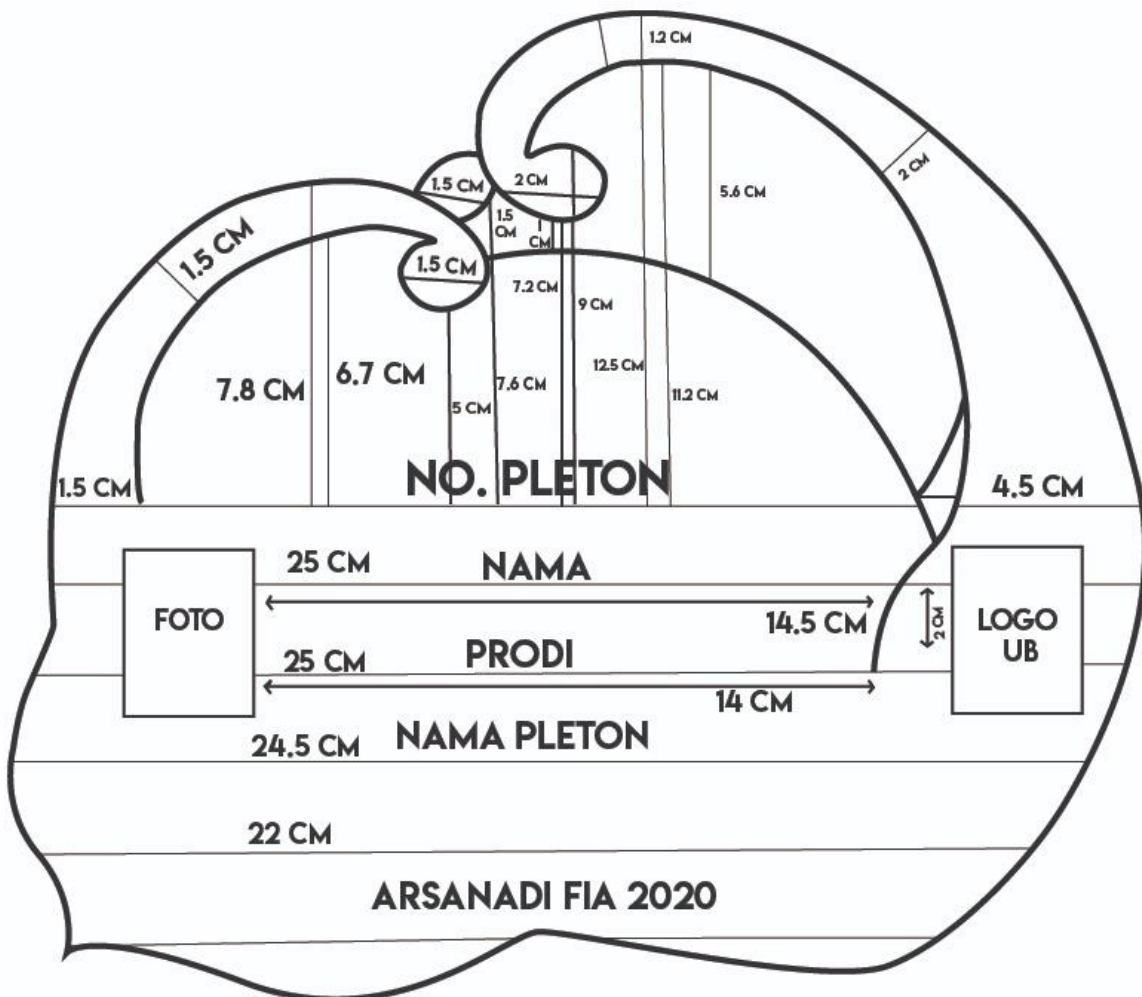 1.2 CM
2 CM
1.5 CM
2 CM
5.6 CM
1.5 CM
1 CM
1.5 CM
1.5 CM
7.2 CM
9 CM
7.8 CM
6.7 CM
7.6 CM
12.5 CM
11.2 CM
5 CM
NO. PLETON
1.5 CM
4.5 CM
25 CM
NAMA
FOTO
14.5 CM
2 CM
LOGO
UB
25 CM
PRODI
14 CM
NAMA PLETON
24.5 CM
22 CM
ARSANADI FIA 2020